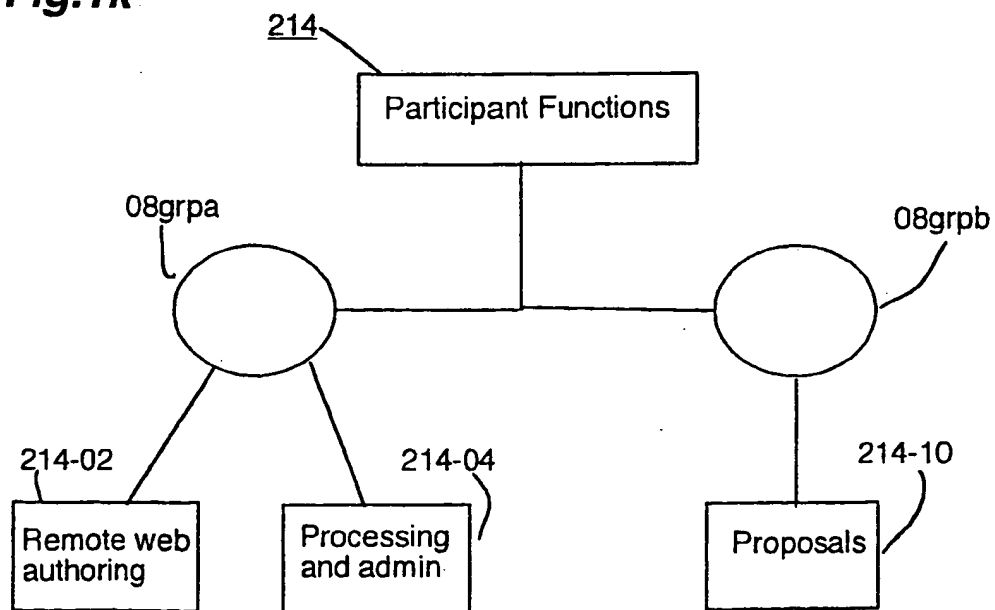 Fig.1k
214
Participant Functions
08grpa
08grpb
214-02
214-04
214-10
Remote web
authoring
Processing
and admin
Proposals